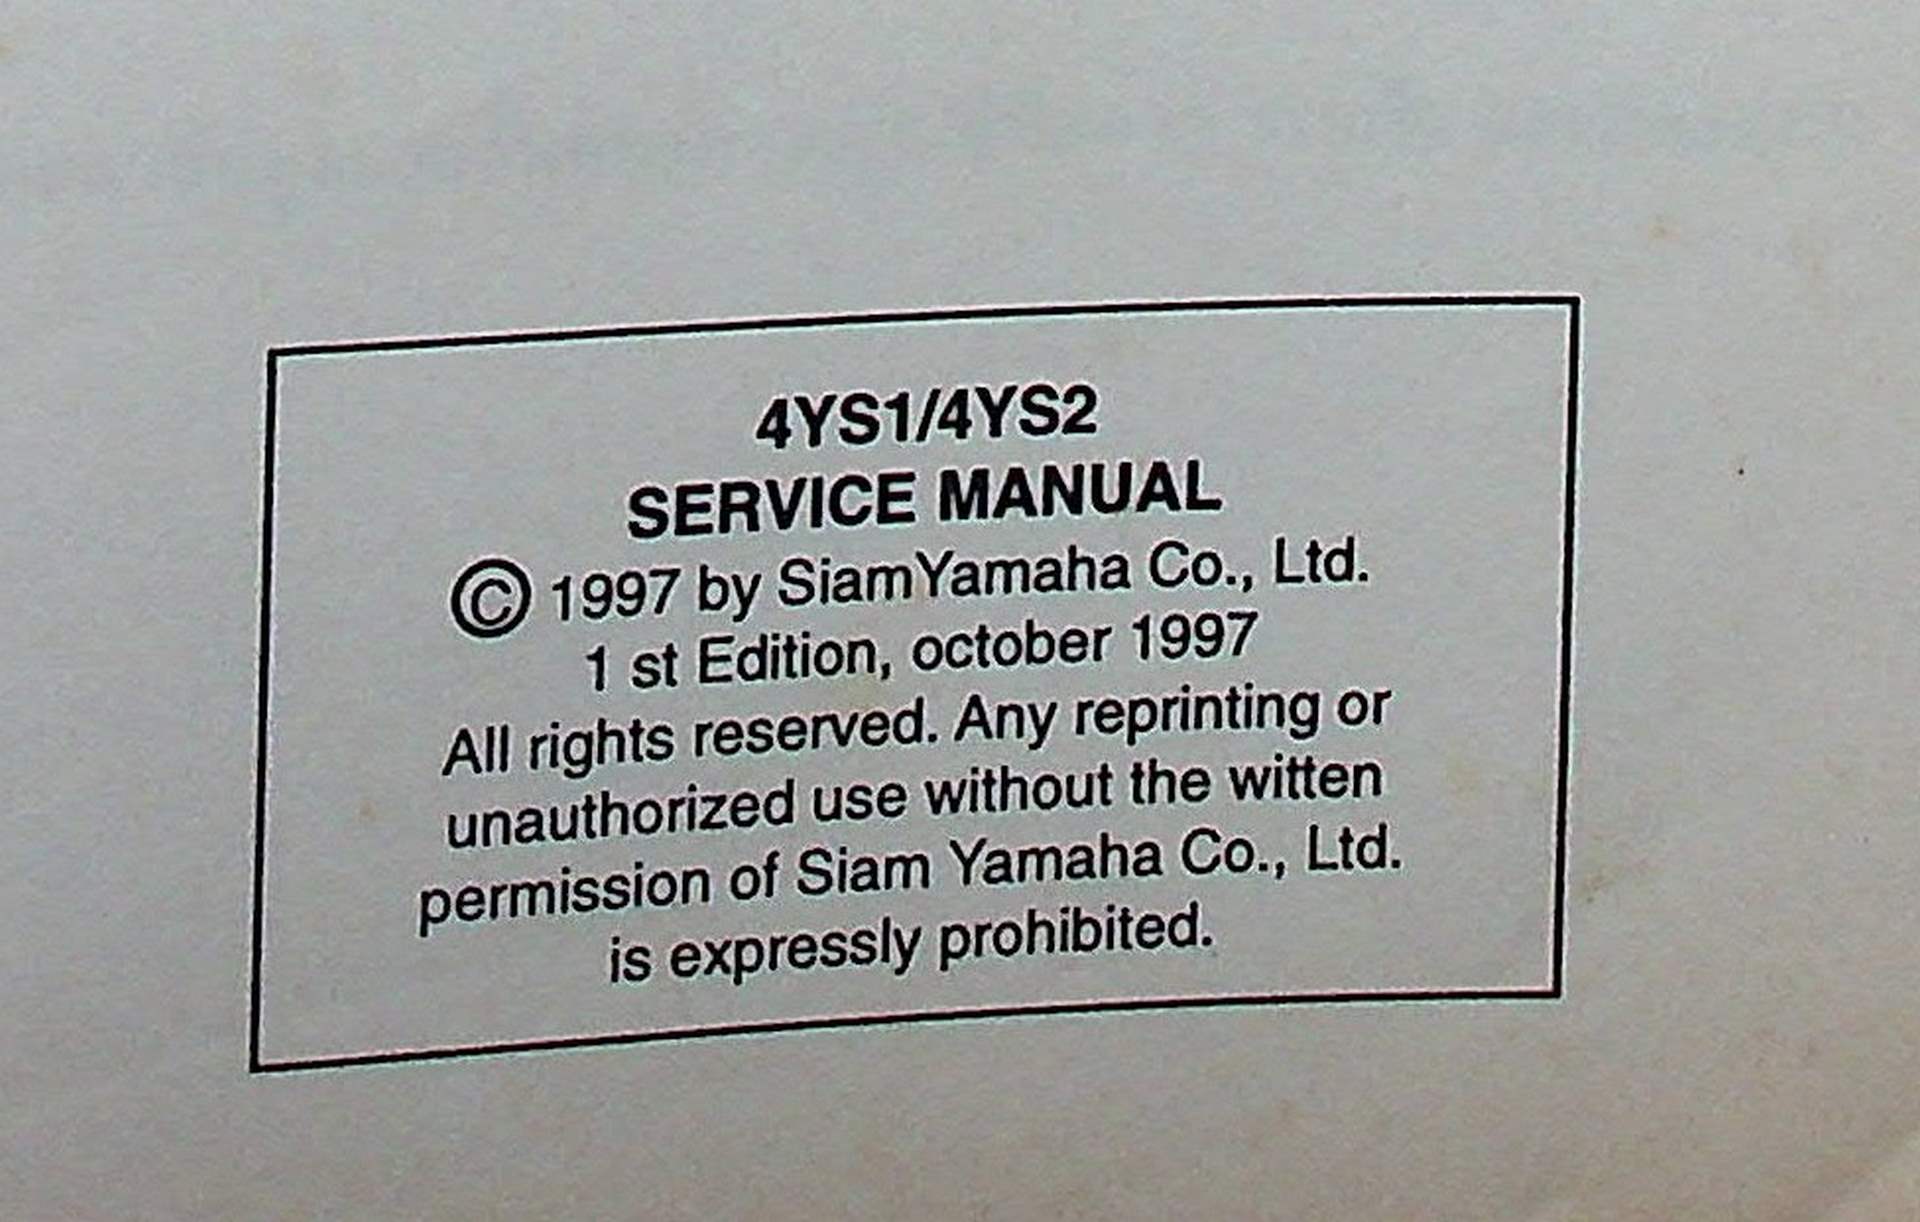 4YS1/4YS2
SERVICE MANUAL
© 1997 by SiamYamaha Co., Ltd.
1 st Edition, october 1997
All rights reserved. Any reprinting or
unauthorized use without the witten
permission of Siam Yamaha Co., Ltd.
is expressly prohibited.